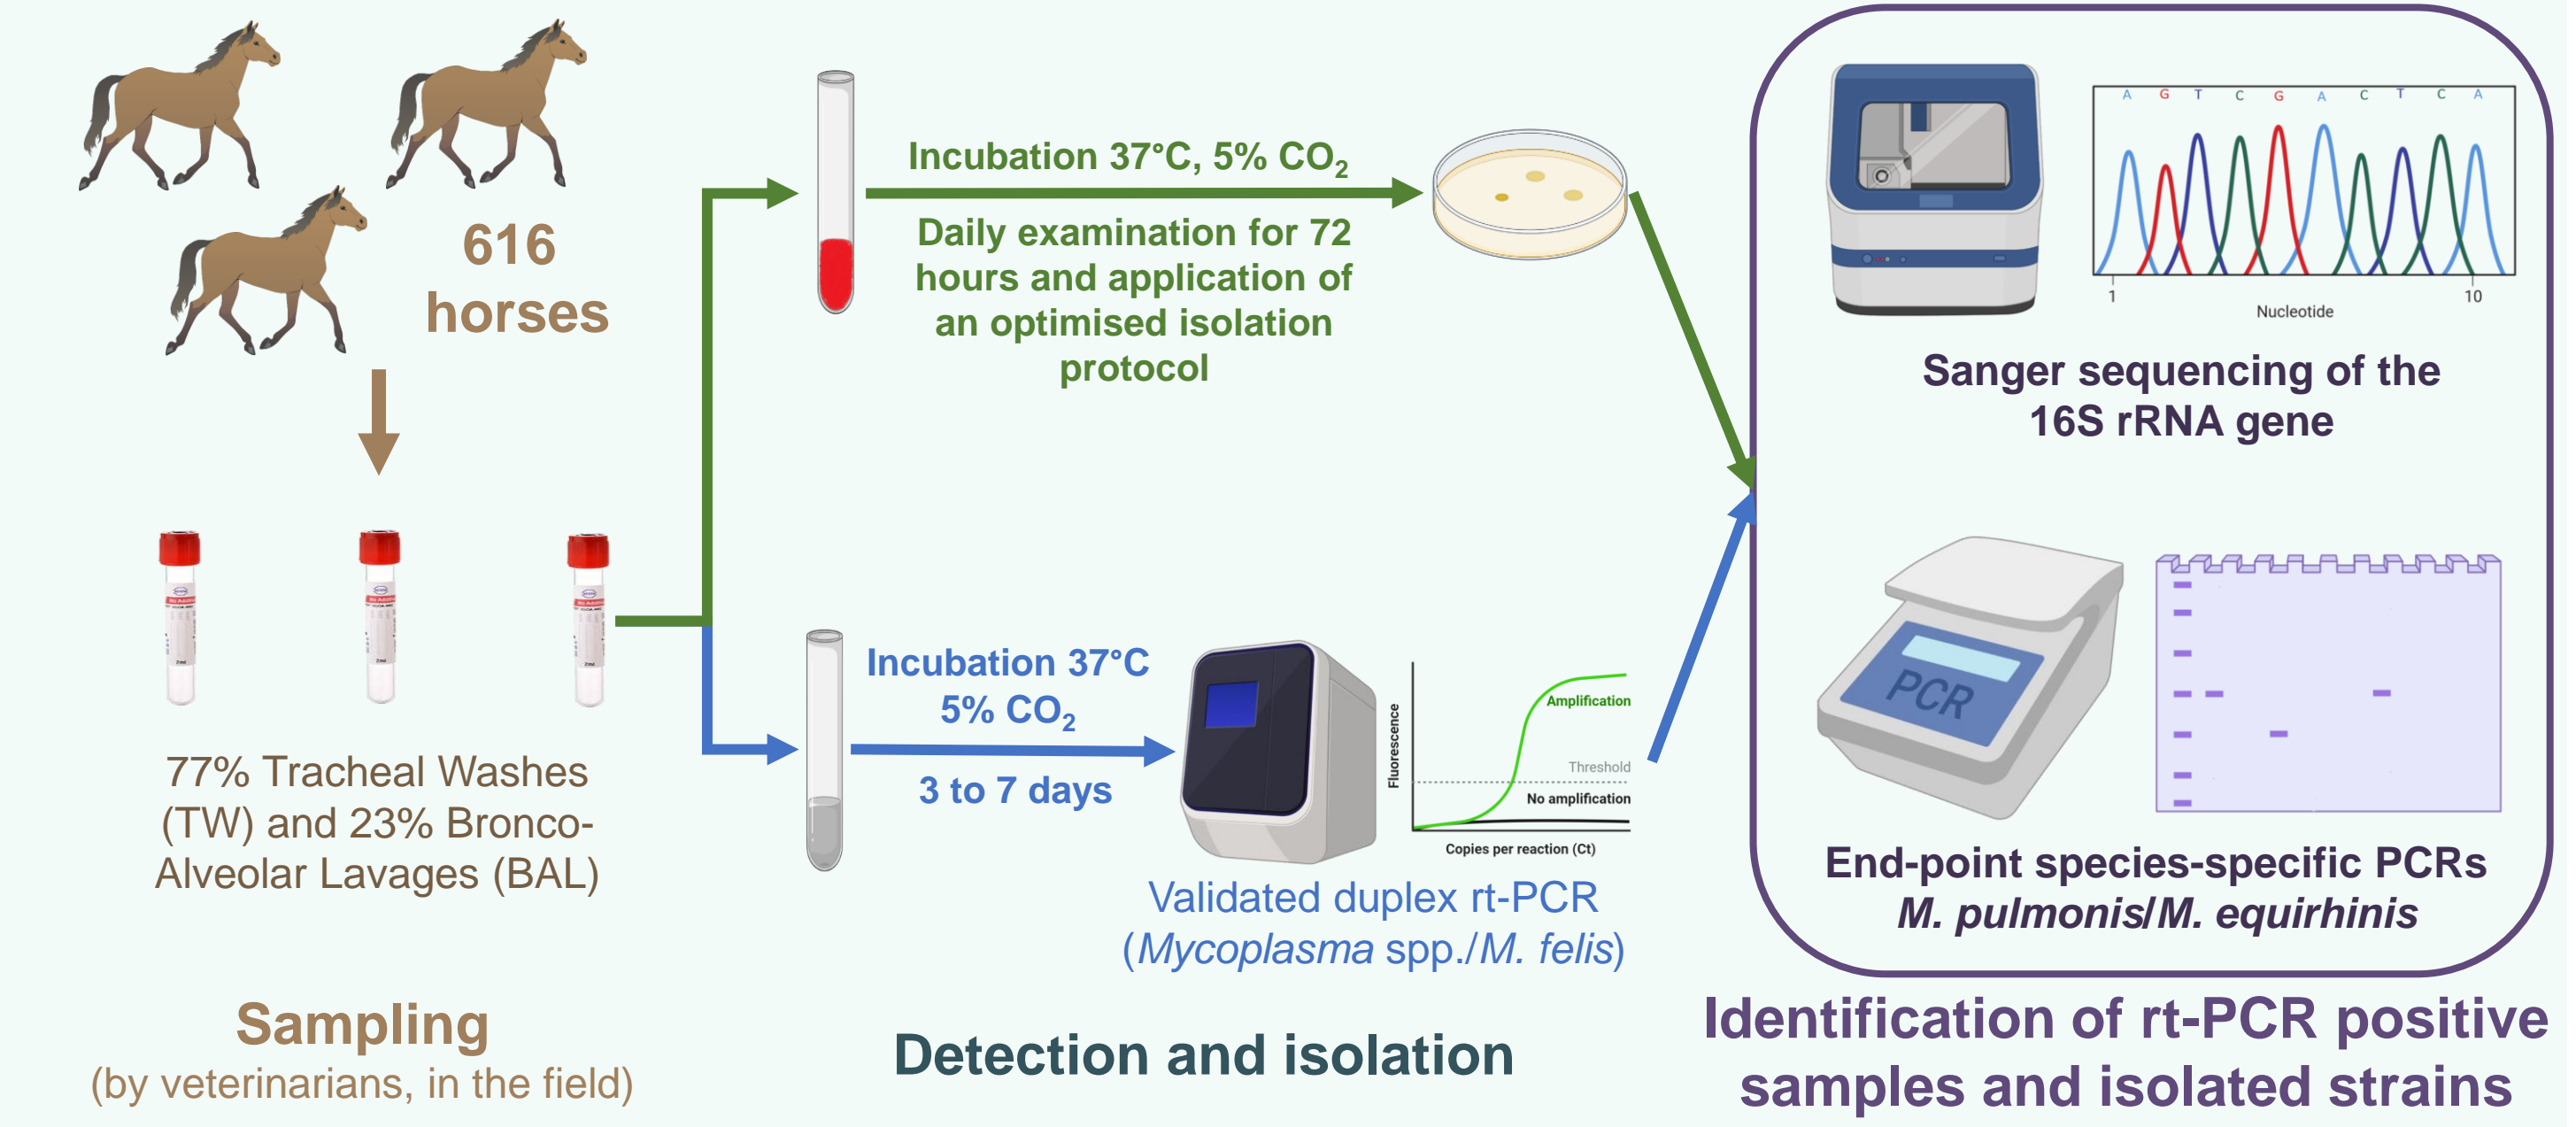 616
horses
77% Tracheal Washes
(TW) and 23% Bronco-
Alveolar Lavages (BAL)
Sampling
(by veterinarians, in the field)
Incubation 37°C, 5% CO2
Daily examination for 72
hours and application of
an optimised isolation
protocol
Incubation 37°C
5% CO2
3 to 7 days
Fluorescence
Amplification
Threshold
No amplification
Copies per reaction (Ct)
Validated duplex rt-PCR
(Mycoplasma spp./M. felis)
Detection and isolation
A G T C G A C T C A
1 10
Nucleotide
Sanger sequencing of the
16S rRNA gene
PCR
End-point species-specific PCRs
M. pulmonis/M. equirhinis
Identification of rt-PCR positive
samples and isolated strains